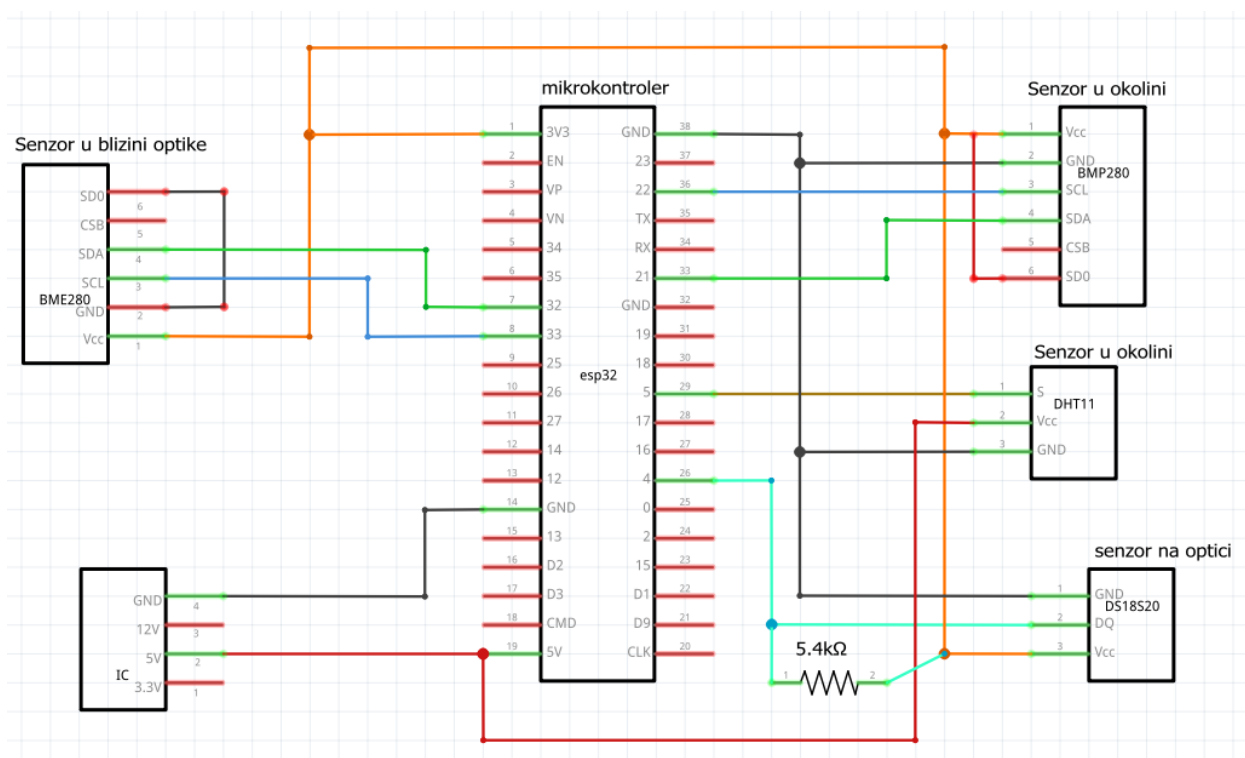 mikrokontroler
Senzor u okolini
Senzor u blizini optike
SD0
6
CSB
5
SDA
4
SCL
3
BME280
GND
2
Vcc
1
1 3V3
2 EN
3 VP
4 VN
5 34
6 35
7 32
8 33
9 25
10 26
11 27
12 14
13 12
14 GND
15 13
16 D2
17 D3
18 CMD
19 5V
esp32
GND 38
23 37
22 36
TX 35
RX 34
21 33
GND 32
19 31
18 30
5 29
17 28
16 27
4 26
0 25
2 24
15 23
D1 22
D9 21
CLK 20
1 Vcc
2 GND
BMP280
3 SCL
4 SDA
5 CSB
6 SD0
Senzor u okolini
1 S
DHT11
2 Vcc
3 GND
senzor na optici
1 GND
DS18S20
2 DQ
3 Vcc
5.4kΩ
1 2
GND
4
12V
3
5V
2
IC
3.3V
1